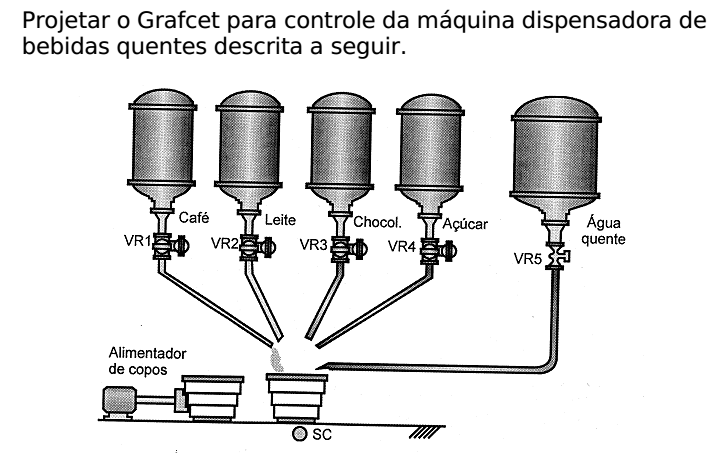 Projetar o Grafcet para controle da máquina dispensadora de
bebidas quentes descrita a seguir.
Café
Leite
Chocol.
Açúcar
Água
quente
VR1
VR2
VR3
VR4
VR5
Alimentador
de copos
SC